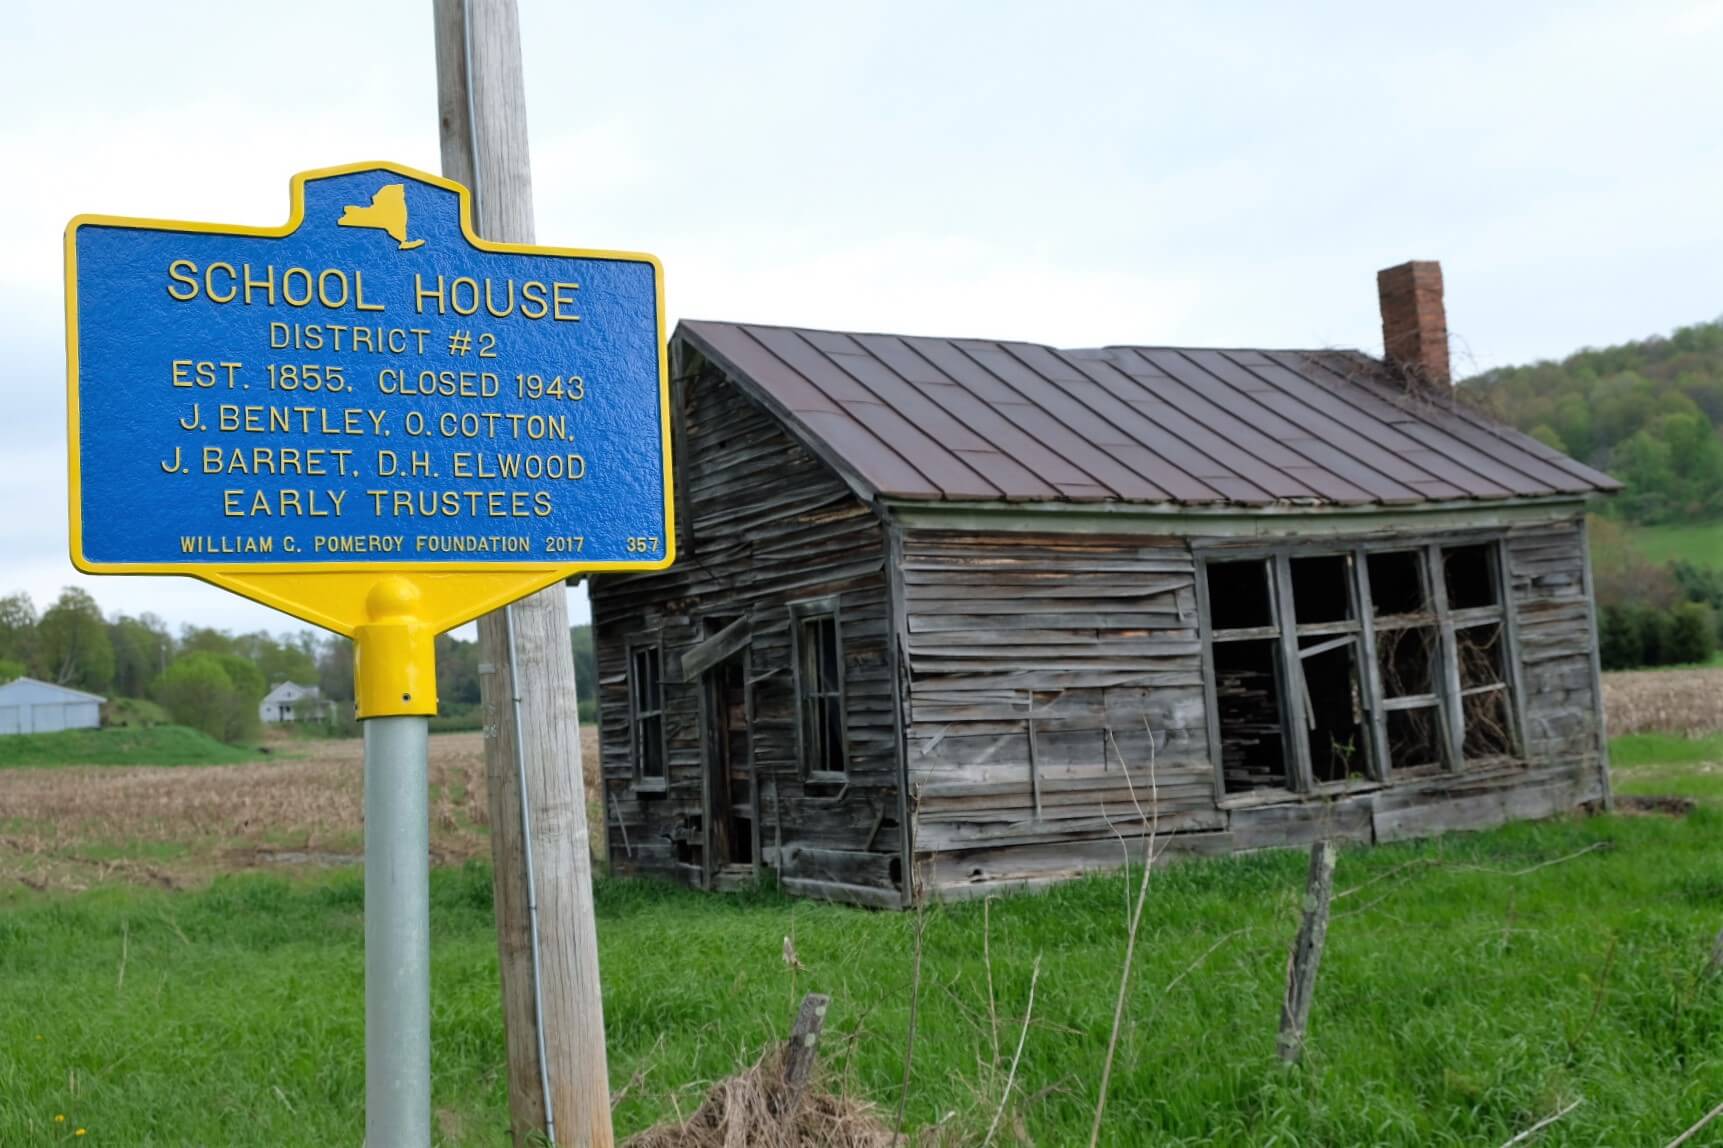 SCHOOL HOUSE
DISTRICT #2
EST. 1855. CLOSED 1943
J. BENTLEY, O. COTTON,
J. BARRET, D.H. ELWOOD
EARLY TRUSTEES
WILLIAM G. POMEROY FOUNDATION 2017 357